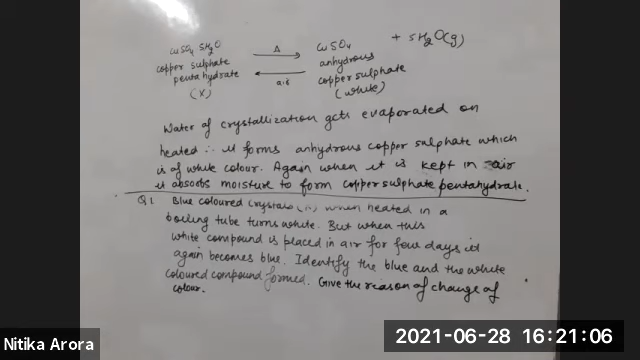 CuSO4 5H2O Δ CuSO4 + 5H2O(g)
copper sulphate anhydrous
pentahydrate air copper sulphate
(X) (white)
Water of crystallization gets evaporated on
heated ∴ it forms anhydrous copper sulphate which
is of white colour. Again when it is kept in air
it absorbs moisture to form copper sulphate pentahydrate.
Q1. Blue coloured crystals when heated in a
boiling tube turns white. But when this
white compound is placed in air for four days it
again becomes blue. Identify the blue and the white
coloured compound formed. Give the reason of change of
colour.
Nitika Arora
2021-06-28 16:21:06